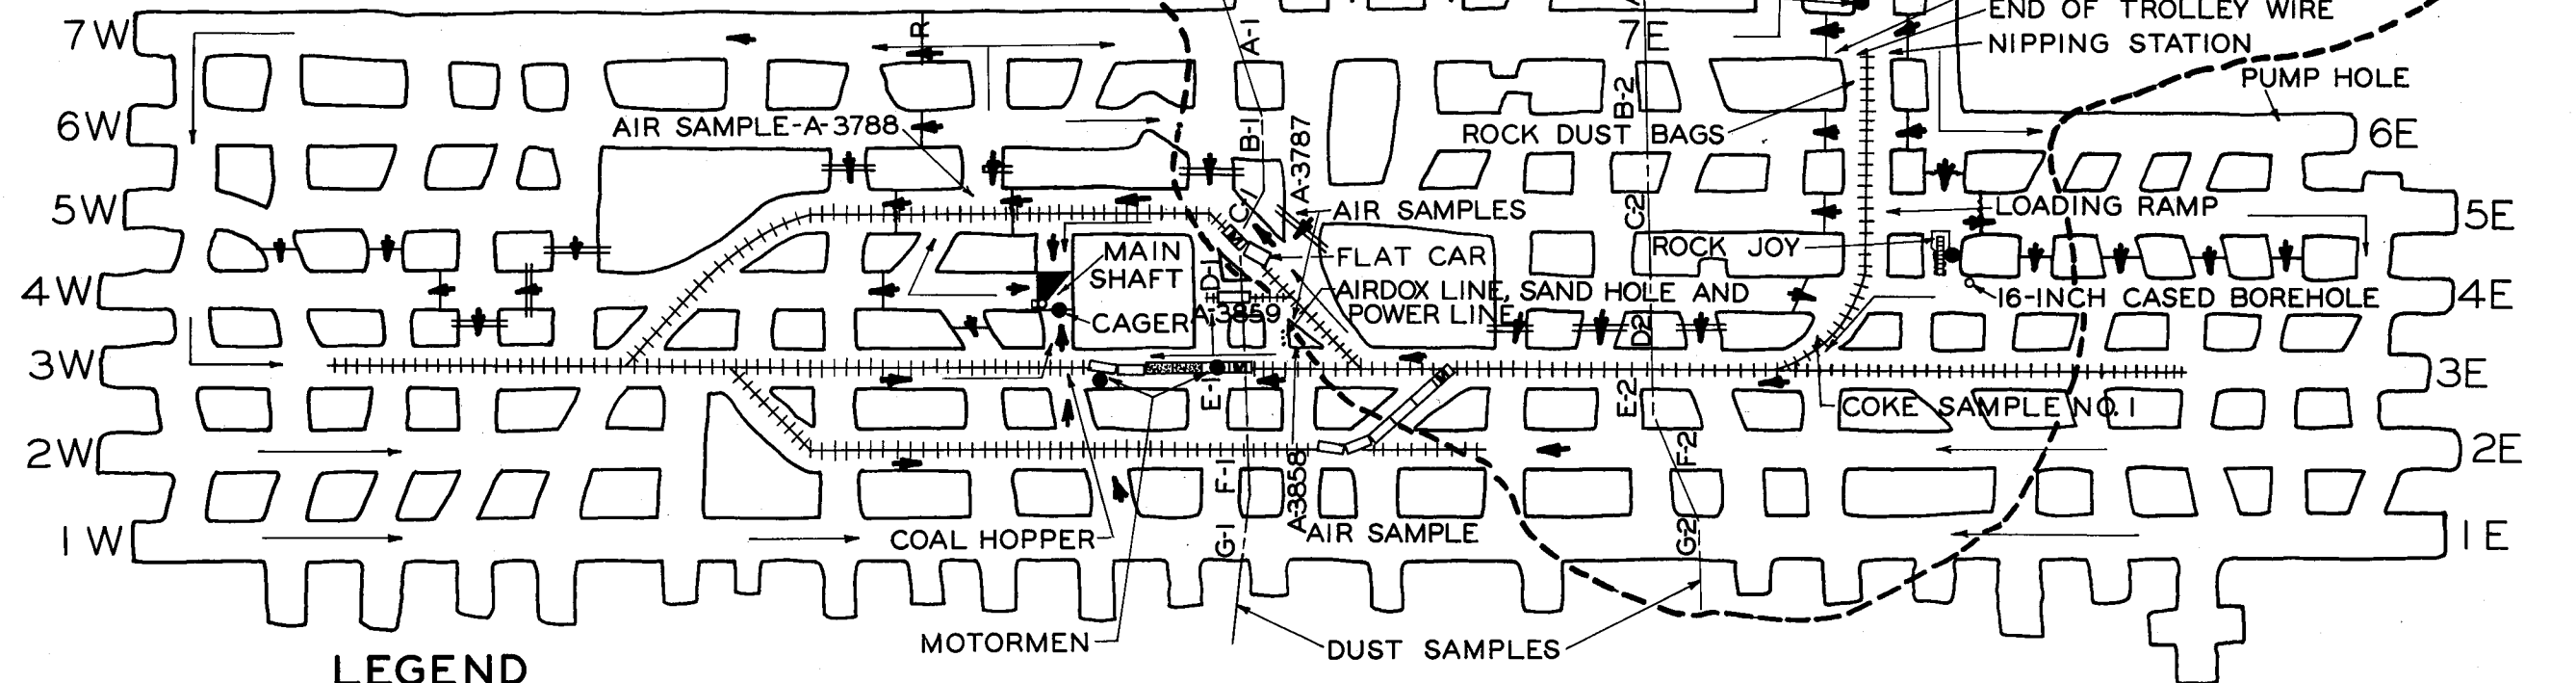 END OF TROLLEY WIRE
7W
R
A-1
7E
NIPPING STATION
PUMP HOLE
B-2
6W
AIR SAMPLE-A-3788
B-1
A-3787
ROCK DUST BAGS
6E
5W
C-1
AIR SAMPLES
C2
LOADING RAMP
5E
MAIN
SHAFT
FLAT CAR
ROCK JOY
D-1
4W
AIRDOX LINE, SAND HOLE AND
POWER LINE
16-INCH CASED BOREHOLE
4E
CAGER
A-3859
D2
3W
3E
E-1
E-2
COKE SAMPLE NO. 1
2W
F-2
2E
A-3858
F-1
1W
COAL HOPPER
G-1
AIR SAMPLE
G2
1E
MOTORMEN
DUST SAMPLES
LEGEND